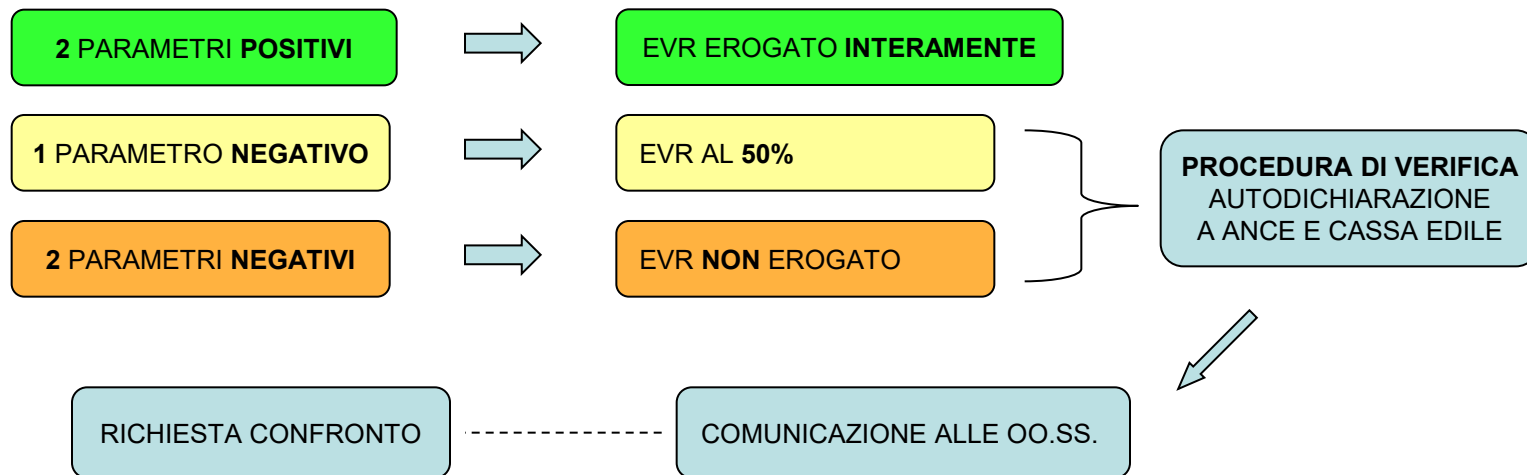 2 PARAMETRI POSITIVI
EVR EROGATO INTERAMENTE
1 PARAMETRO NEGATIVO
EVR AL 50%
2 PARAMETRI NEGATIVI
EVR NON EROGATO
PROCEDURA DI VERIFICA
AUTODICHIARAZIONE
A ANCE E CASSA EDILE
RICHIESTA CONFRONTO
COMUNICAZIONE ALLE OO.SS.